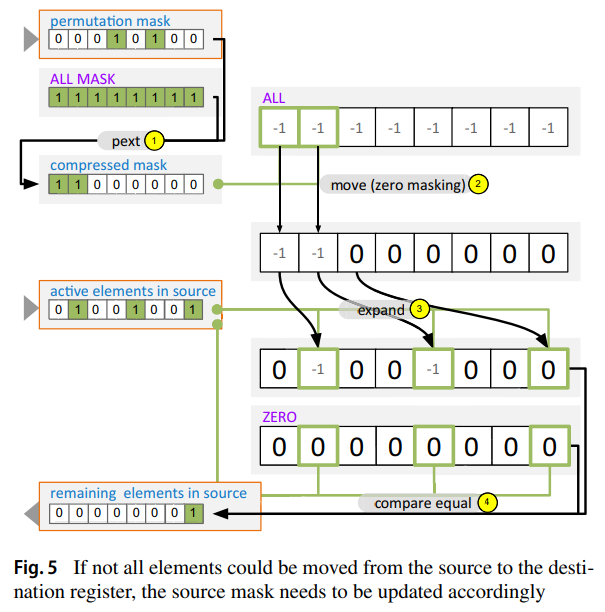 permutation mask
0 0 0 1 0 1 0 0
ALL MASK
1 1 1 1 1 1 1 1
pext 1
compressed mask
1 1 0 0 0 0 0 0
ALL
-1 -1 -1 -1 -1 -1 -1 -1
move (zero masking) 2
-1 -1 0 0 0 0 0 0
active elements in source
0 1 0 0 1 0 0 1
expand 3
0 -1 0 0 -1 0 0 0
ZERO
0 0 0 0 0 0 0 0
remaining elements in source
0 0 0 0 0 0 0 1
compare equal 4
Fig. 5 If not all elements could be moved from the source to the desti-
nation register, the source mask needs to be updated accordingly